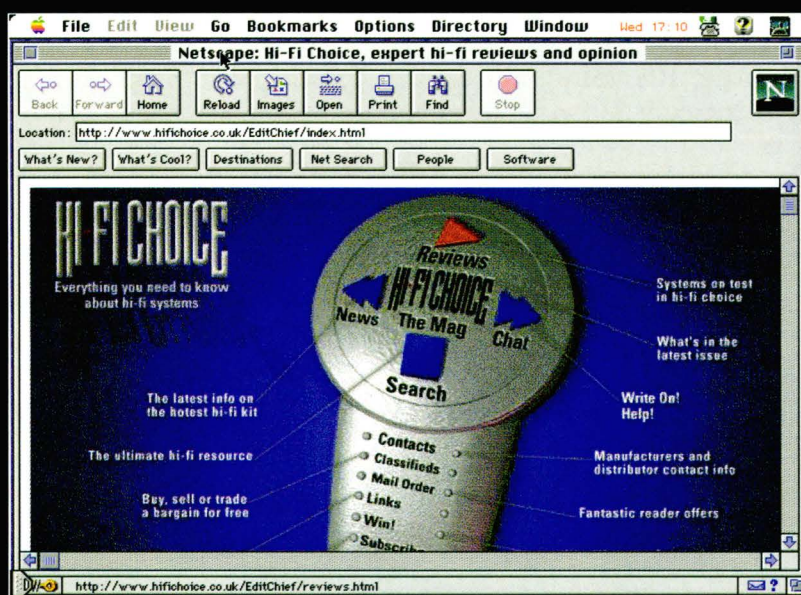 File Edit View Go Bookmarks Options Directory Window Wed 17:10
Netscape: Hi-Fi Choice, expert hi-fi reviews and opinion
Back Forward Home Reload Images Open Print Find Stop
N
Location: http://www.hifichoice.co.uk/EditChief/index.html
What's New? What's Cool? Destinations Net Search People Software
HI-FI CHOICE
Everything you need to know
about hi-fi systems
Reviews
HI-FI CHOICE
News The Mag Chat
Search
Systems on test
in hi-fi choice
What's in the
latest issue
Write On!
Help!
The latest info on
the hotest hi-fi kit
The ultimate hi-fi resource
Buy, sell or trade
a bargain for free
Contacts
Classifieds
Mail Order
Links
Win!
Subscribe
Manufacturers and
distributor contact info
Fantastic reader offers
http://www.hifichoice.co.uk/EditChief/reviews.html